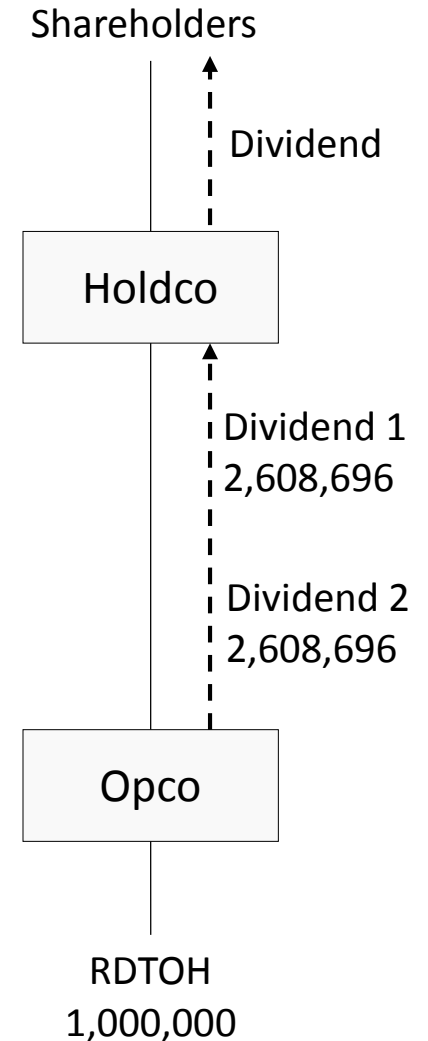 Shareholders
Dividend
Holdco
Dividend 1
2,608,696
Dividend 2
2,608,696
Opco
RDTOH
1,000,000